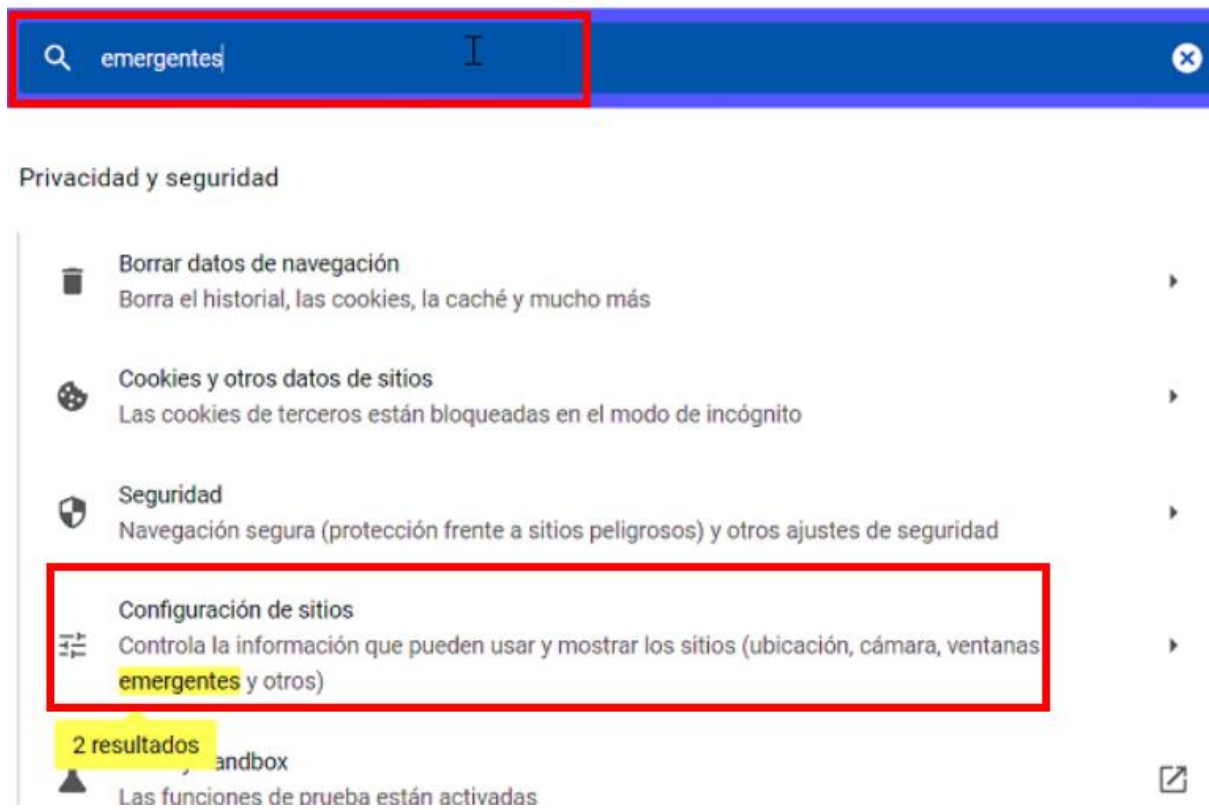 emergentes
Privacidad y seguridad
Borrar datos de navegación
Borra el historial, las cookies, la caché y mucho más
Cookies y otros datos de sitios
Las cookies de terceros están bloqueadas en el modo de incógnito
Seguridad
Navegación segura (protección frente a sitios peligrosos) y otros ajustes de seguridad
Configuración de sitios
Controla la información que pueden usar y mostrar los sitios (ubicación, cámara, ventanas
emergentes y otros)
2 resultados
andbox
Las funciones de prueba están activadas